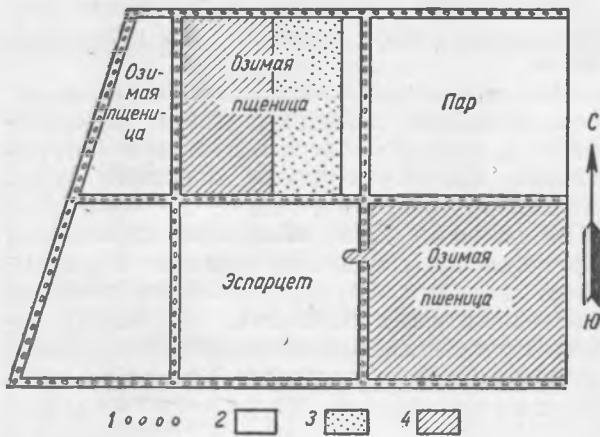 Ози-
мая
пшени-
ца
Озимая
пшеница
Пар
С
Эспарцет
Озимая
пшеница
Ю
1 2 3 4